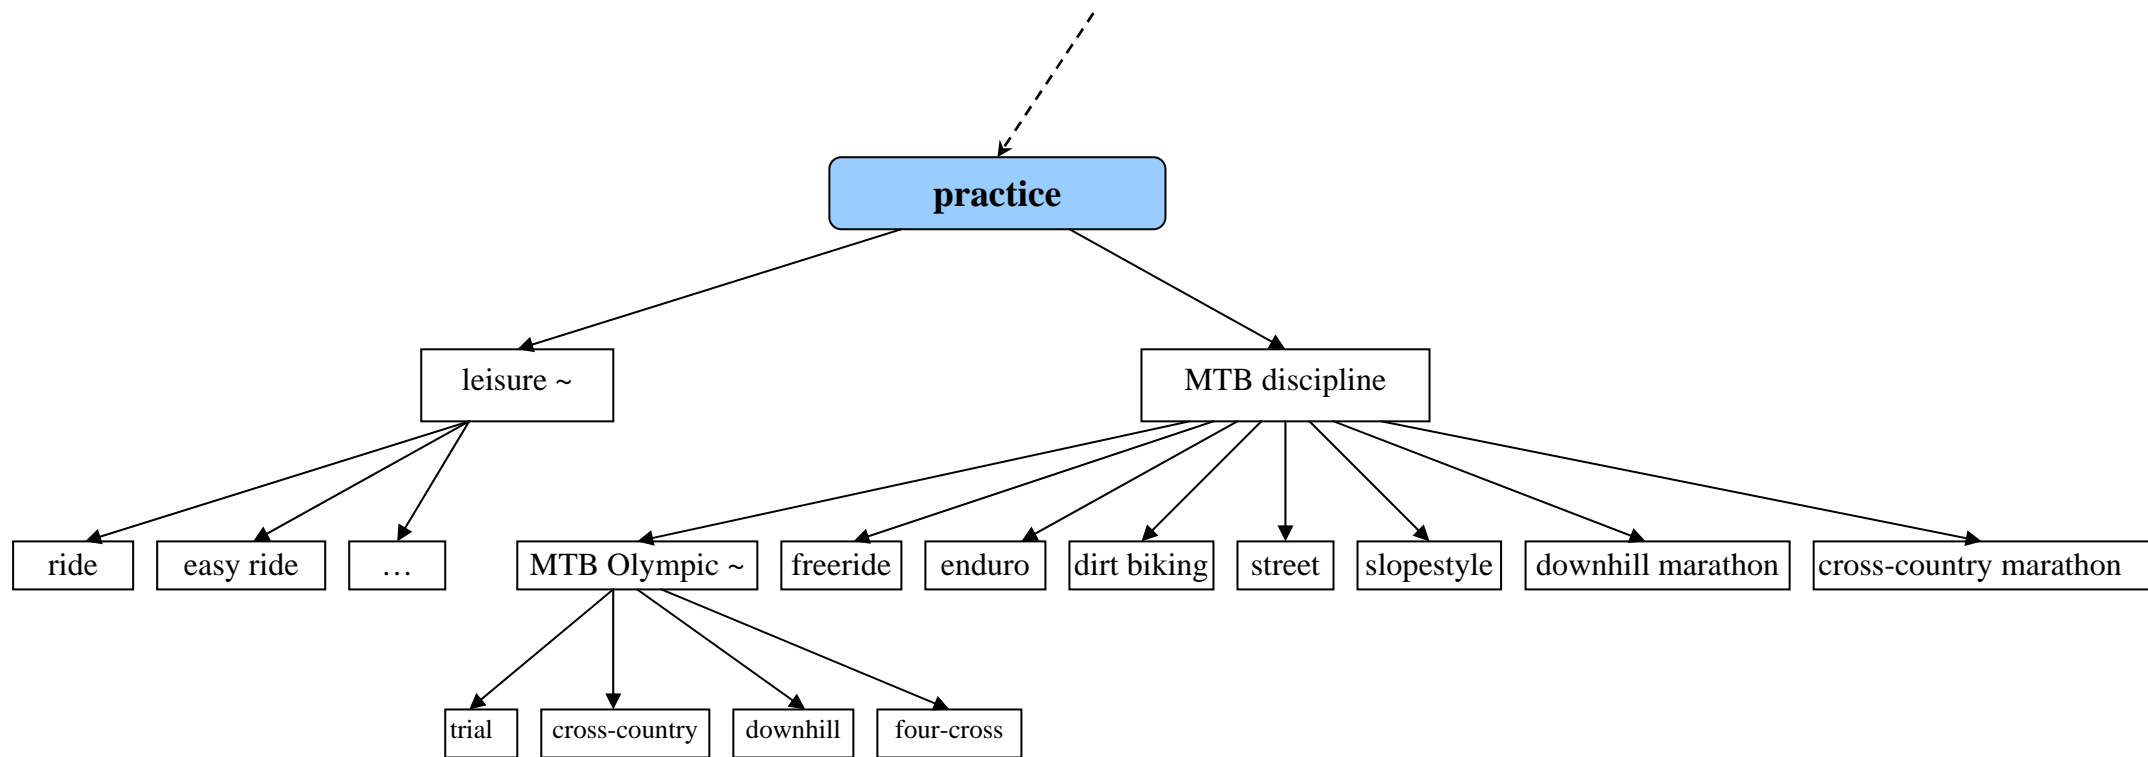 practice
leisure ~
MTB discipline
ride
easy ride
…
MTB Olympic ~
freeride
enduro
dirt biking
street
slopestyle
downhill marathon
cross-country marathon
trial
cross-country
downhill
four-cross